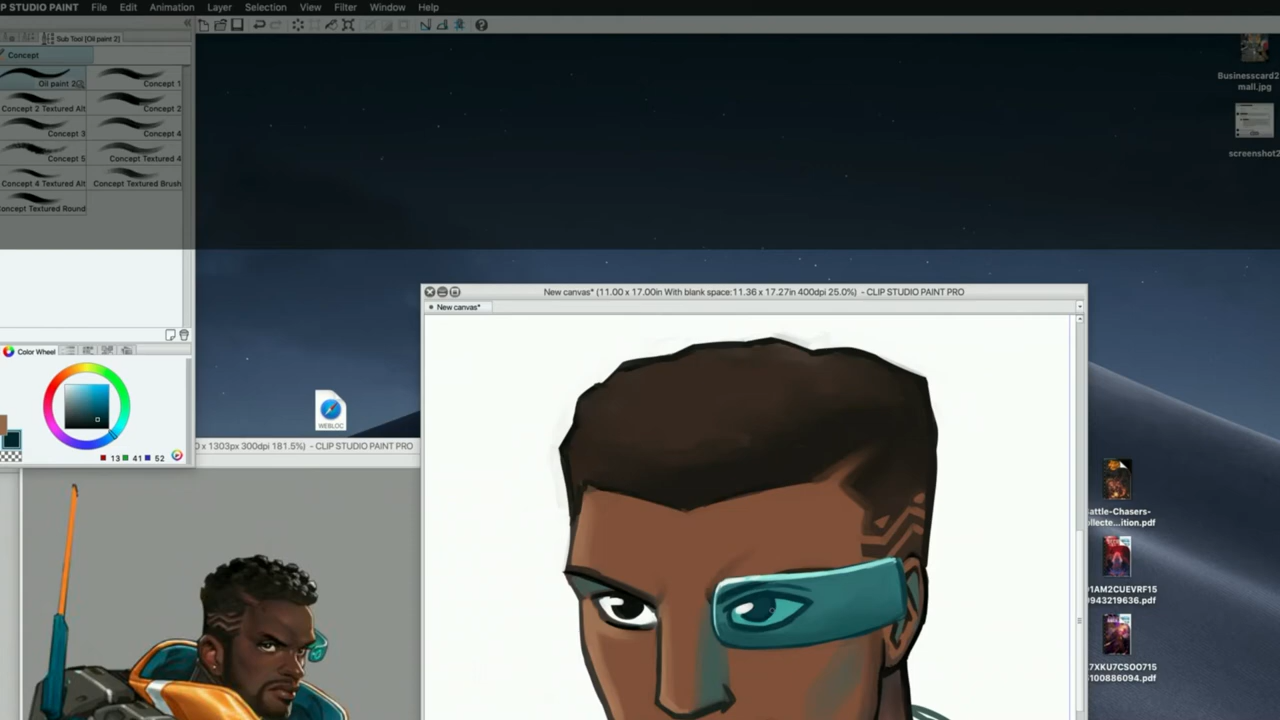 P STUDIO PAINT File Edit Animation Layer Selection View Filter Window Help
Sub Tool [Oil paint 2]
Concept
Oil paint 2
Concept 1
Concept 2 Textured Alt
Concept 2
Concept 3
Concept 4
Concept 5
Concept Textured 4
Concept 4 Textured Alt
Concept Textured Brush
Concept Textured Round
Color Wheel
13 41 52
WEBLOC
0 x 1303px 300dpi 181.5%) - CLIP STUDIO PAINT PRO
New canvas* (11.00 x 17.00in With blank space:11.36 x 17.27in 400dpi 25.0%) - CLIP STUDIO PAINT PRO
New canvas*
Businesscard2
mall.jpg
screenshot2
attle-Chasers-
ollecte...ition.pdf
01AM2CUEVRF15
0943219636.pdf
7XKU7CSOO715
6100886094.pdf